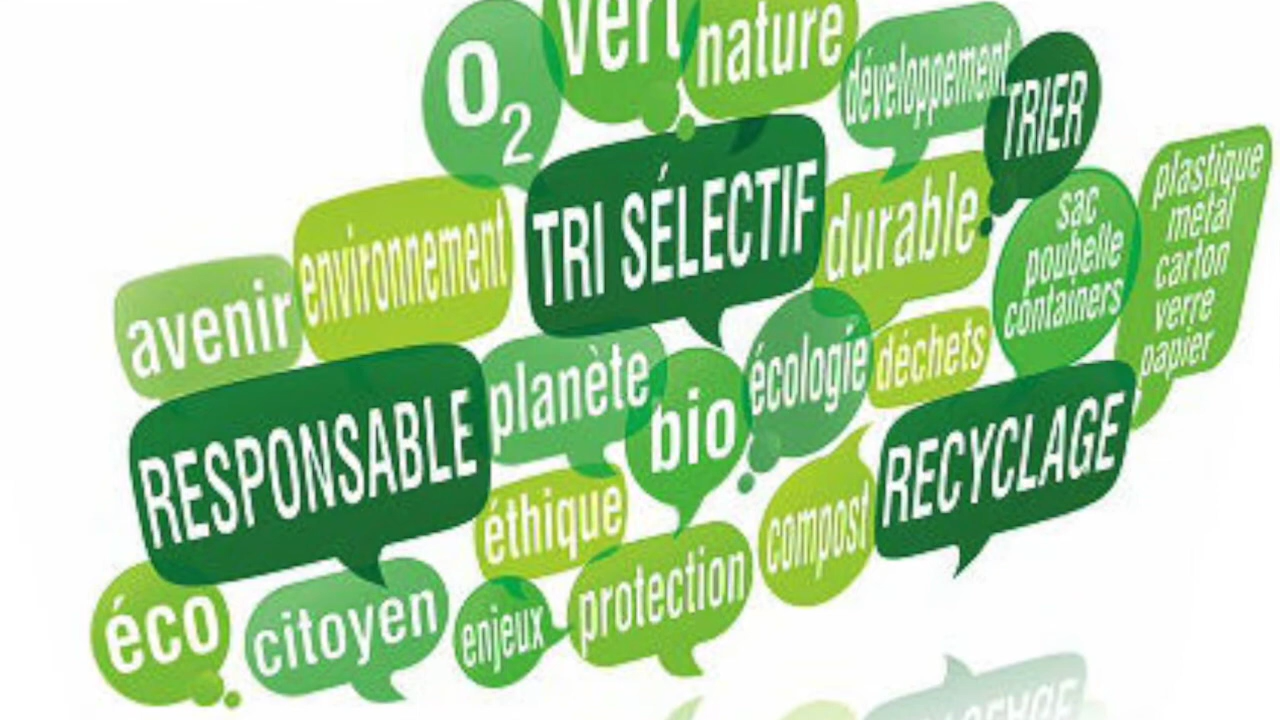 O2
vert
nature
développement
TRIER
avenir
environnement
TRI SÉLECTIF
durable
sac
poubelle
containers
plastique
métal
carton
verre
papier
RESPONSABLE
planète
bio
écologie
déchets
RECYCLAGE
éthique
compost
éco
citoyen
enjeux
protection